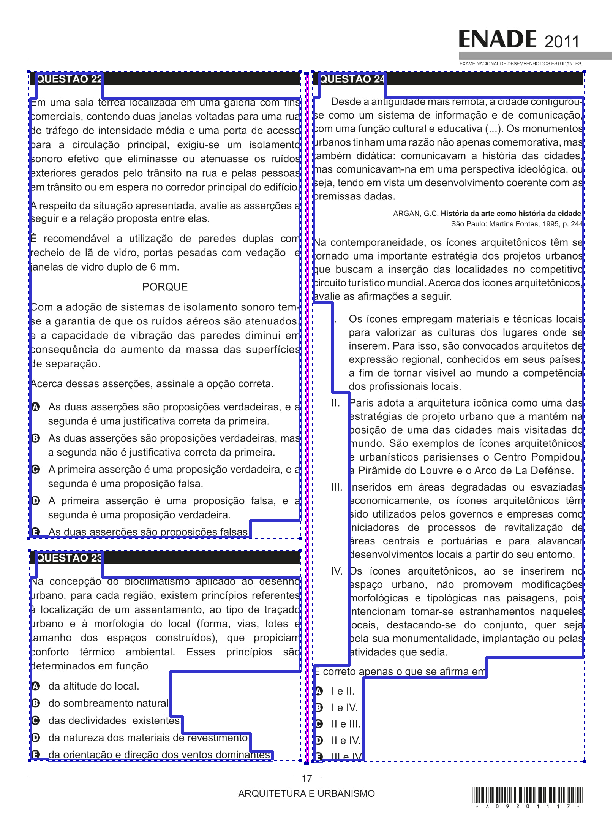 ENADE 2011
EXAME NACIONAL DE DESEMPENHO DOS ESTUDANTES
QUESTÃO 22
Em uma sala térrea localizada em uma galeria com fins
comerciais, contendo duas janelas voltadas para uma rua
de tráfego de intensidade média e uma porta de acesso
para a circulação principal, exigiu-se um isolamento
sonoro efetivo que eliminasse ou atenuasse os ruídos
exteriores gerados pelo trânsito na rua e pelas pessoas
em trânsito ou em espera no corredor principal do edifício.
A respeito da situação apresentada, avalie as asserções a
seguir e a relação proposta entre elas.
É recomendável a utilização de paredes duplas com
recheio de lã de vidro, portas pesadas com vedação e
janelas de vidro duplo de 6 mm.
PORQUE
Com a adoção de sistemas de isolamento sonoro tem-
se a garantia de que os ruídos aéreos são atenuados
e a capacidade de vibração das paredes diminui em
consequência do aumento da massa das superfícies
de separação.
Acerca dessas asserções, assinale a opção correta.
A As duas asserções são proposições verdadeiras, e a
segunda é uma justificativa correta da primeira.
B As duas asserções são proposições verdadeiras, mas
a segunda não é justificativa correta da primeira.
C A primeira asserção é uma proposição verdadeira, e a
segunda é uma proposição falsa.
D A primeira asserção é uma proposição falsa, e a
segunda é uma proposição verdadeira.
E As duas asserções são proposições falsas.
QUESTÃO 23
Na concepção do bioclimatismo aplicado ao desenho
urbano, para cada região, existem princípios referentes
à localização de um assentamento, ao tipo de traçado
urbano e à morfologia do local (forma, vias, lotes e
tamanho dos espaços construídos), que propiciam
conforto térmico ambiental. Esses princípios são
determinados em função
A da altitude do local.
B do sombreamento natural.
C das declividades existentes.
D da natureza dos materiais de revestimento.
E da orientação e direção dos ventos dominantes.
QUESTÃO 24
Desde a antiguidade mais remota, a cidade configurou-
se como um sistema de informação e de comunicação,
com uma função cultural e educativa (...). Os monumentos
urbanos tinham uma razão não apenas comemorativa, mas
também didática: comunicavam a história das cidades,
mas comunicavam-na em uma perspectiva ideológica, ou
seja, tendo em vista um desenvolvimento coerente com as
premissas dadas.
ARGAN, G.C. História da arte como história da cidade.
São Paulo: Martins Fontes, 1995, p. 244
Na contemporaneidade, os ícones arquitetônicos têm se
tornado uma importante estratégia dos projetos urbanos
que buscam a inserção das localidades no competitivo
circuito turístico mundial. Acerca dos ícones arquitetônicos,
avalie as afirmações a seguir.
I. Os ícones empregam materiais e técnicas locais
para valorizar as culturas dos lugares onde se
inserem. Para isso, são convocados arquitetos de
expressão regional, conhecidos em seus países,
a fim de tornar visível ao mundo a competência
dos profissionais locais.
II. Paris adota a arquitetura icônica como uma das
estratégias de projeto urbano que a mantém na
posição de uma das cidades mais visitadas do
mundo. São exemplos de ícones arquitetônicos
e urbanísticos parisienses o Centro Pompidou,
a Pirâmide do Louvre e o Arco de La Defénse.
III. Inseridos em áreas degradadas ou esvaziadas
economicamente, os ícones arquitetônicos têm
sido utilizados pelos governos e empresas como
iniciadores de processos de revitalização de
áreas centrais e portuárias e para alavancar
desenvolvimentos locais a partir do seu entorno.
IV. Os ícones arquitetônicos, ao se inserirem no
espaço urbano, não promovem modificações
morfológicas e tipológicas nas paisagens, pois
intencionam tornar-se estranhamentos naqueles
locais, destacando-se do conjunto, quer seja
pela sua monumentalidade, implantação ou pelas
atividades que sedia.
É correto apenas o que se afirma em
A I e II.
B I e IV.
C II e III.
D II e IV.
E III e IV.
17
ARQUITETURA E URBANISMO